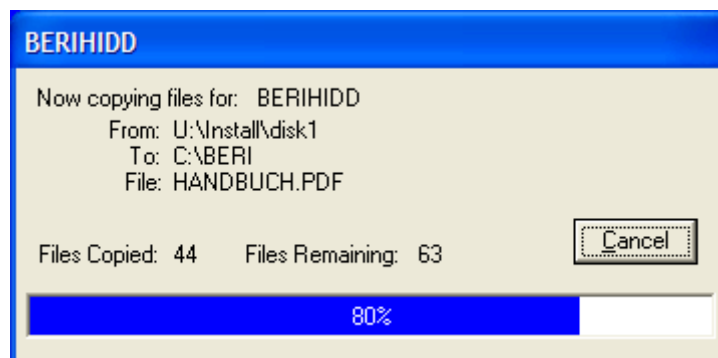 BERIHIDD
Now copying files for: BERIHIDD
From: U:\Install\disk1
To: C:\BERI
File: HANDBUCH.PDF
Files Copied: 44 Files Remaining: 63
Cancel
80%